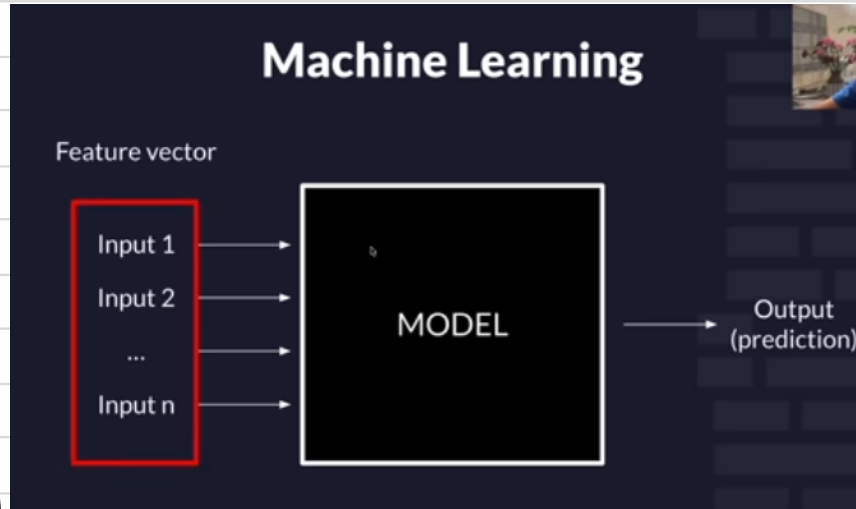 Machine Learning
Feature vector
Input 1
Input 2
...
Input n
MODEL
Output
(prediction)